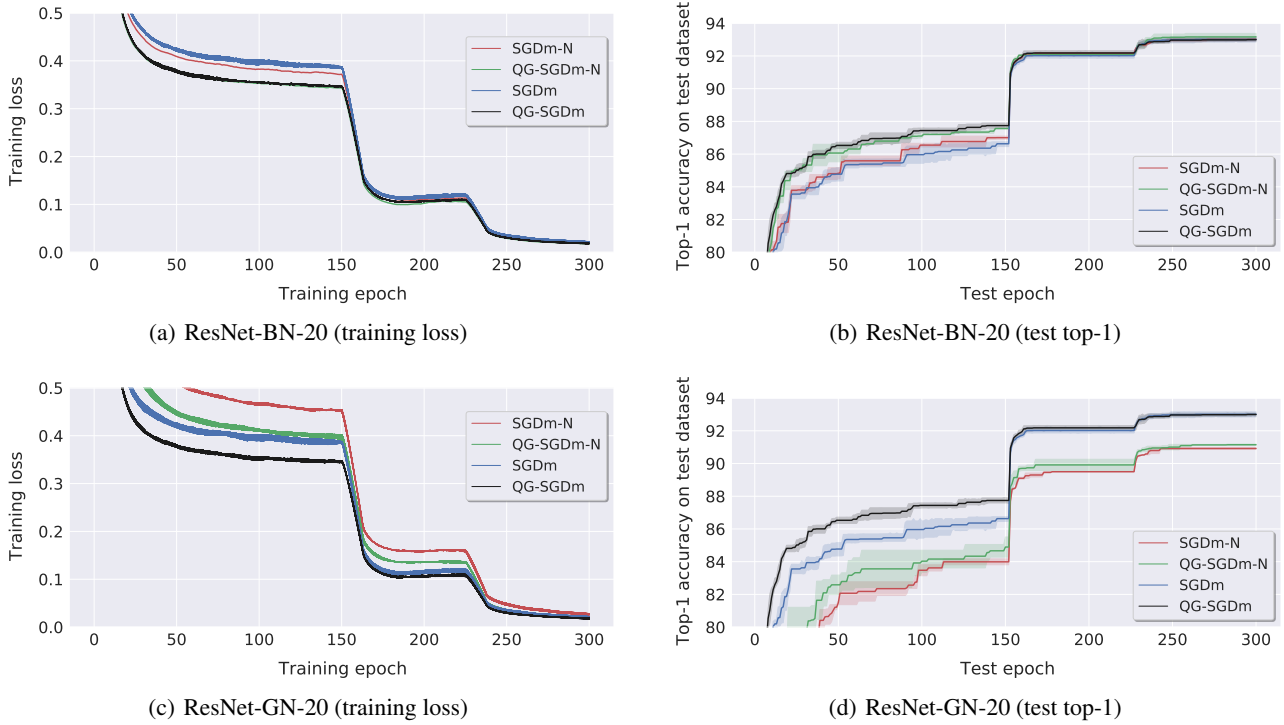 0.5
0.4
0.3
0.2
0.1
0.0
Training loss
SGDm-N
QG-SGDm-N
SGDm
QG-SGDm
0 50 100 150 200 250 300
Training epoch
(a) ResNet-BN-20 (training loss)
94
92
90
88
86
84
82
80
Top-1 accuracy on test dataset
SGDm-N
QG-SGDm-N
SGDm
QG-SGDm
0 50 100 150 200 250 300
Test epoch
(b) ResNet-BN-20 (test top-1)
0.5
0.4
0.3
0.2
0.1
0.0
Training loss
SGDm-N
QG-SGDm-N
SGDm
QG-SGDm
0 50 100 150 200 250 300
Training epoch
(c) ResNet-GN-20 (training loss)
94
92
90
88
86
84
82
80
Top-1 accuracy on test dataset
SGDm-N
QG-SGDm-N
SGDm
QG-SGDm
0 50 100 150 200 250 300
Test epoch
(d) ResNet-GN-20 (test top-1)